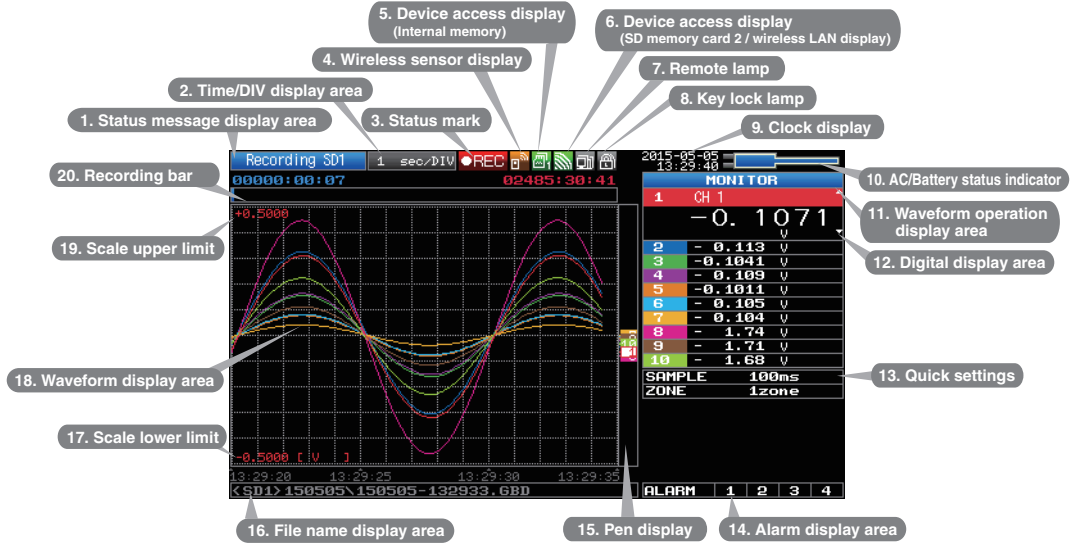 5. Device access display
(Internal memory)
6. Device access display
(SD memory card 2 / wireless LAN display)
4. Wireless sensor display
7. Remote lamp
2. Time/DIV display area
8. Key lock lamp
1. Status message display area
3. Status mark
9. Clock display
Recording SD1
1 sec/DIV
REC
2015-05-05
13:29:40
20. Recording bar
00000:00:07
02485:30:41
MONITOR
10. AC/Battery status indicator
1 CH 1
+0.5000
-0.1071
V
11. Waveform operation
display area
19. Scale upper limit
2 - 0.113 V
12. Digital display area
3 -0.1041 V
4 - 0.109 V
5 -0.1011 V
6 - 0.105 V
7 - 0.104 V
8 - 1.74 V
9 - 1.71 V
10 - 1.68 V
18. Waveform display area
SAMPLE 100ms
13. Quick settings
ZONE 1zone
17. Scale lower limit
-0.5000 [ V ]
13:29:20
13:29:25
13:29:30
13:29:35
<SD1>150505\150505-132933.GBD
ALARM 1 2 3 4
16. File name display area
15. Pen display
14. Alarm display area